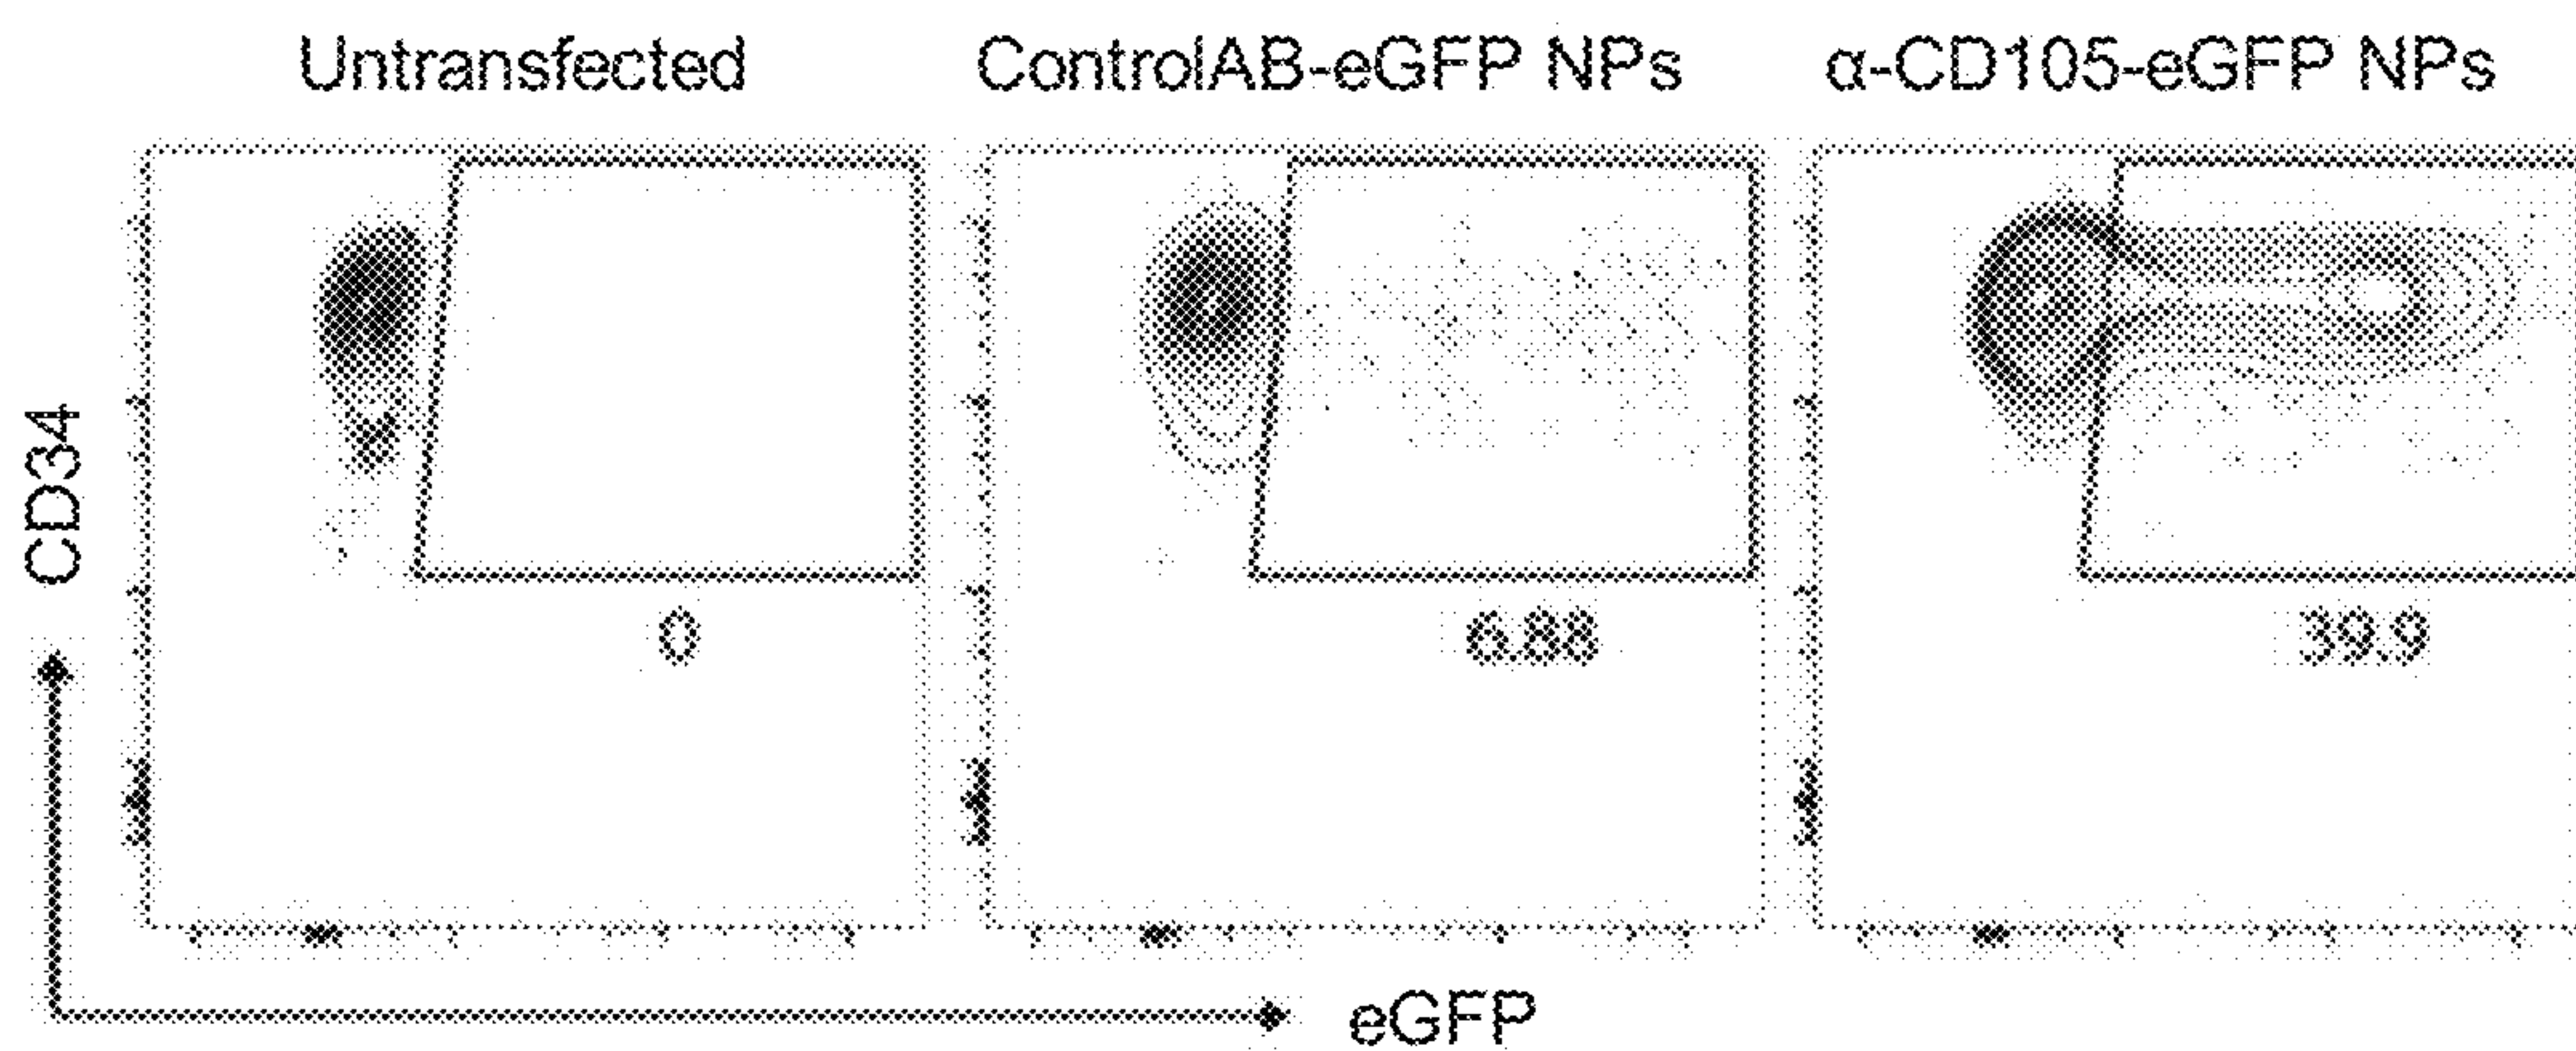 Untransfected ControlAB-eGFP NPs α-CD105-eGFP NPs
CD34
0 6.88 39.9
eGFP